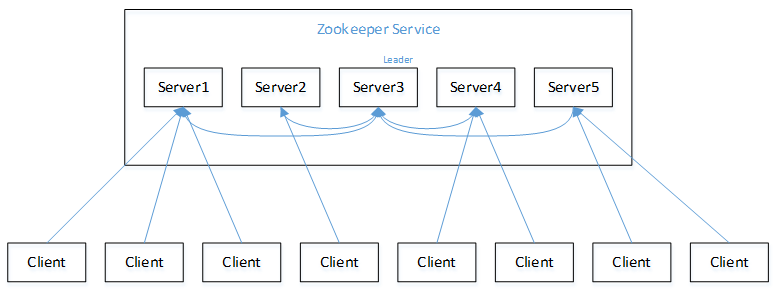 Zookeeper Service
Leader
Server1 Server2 Server3 Server4 Server5
Client Client Client Client Client Client Client Client